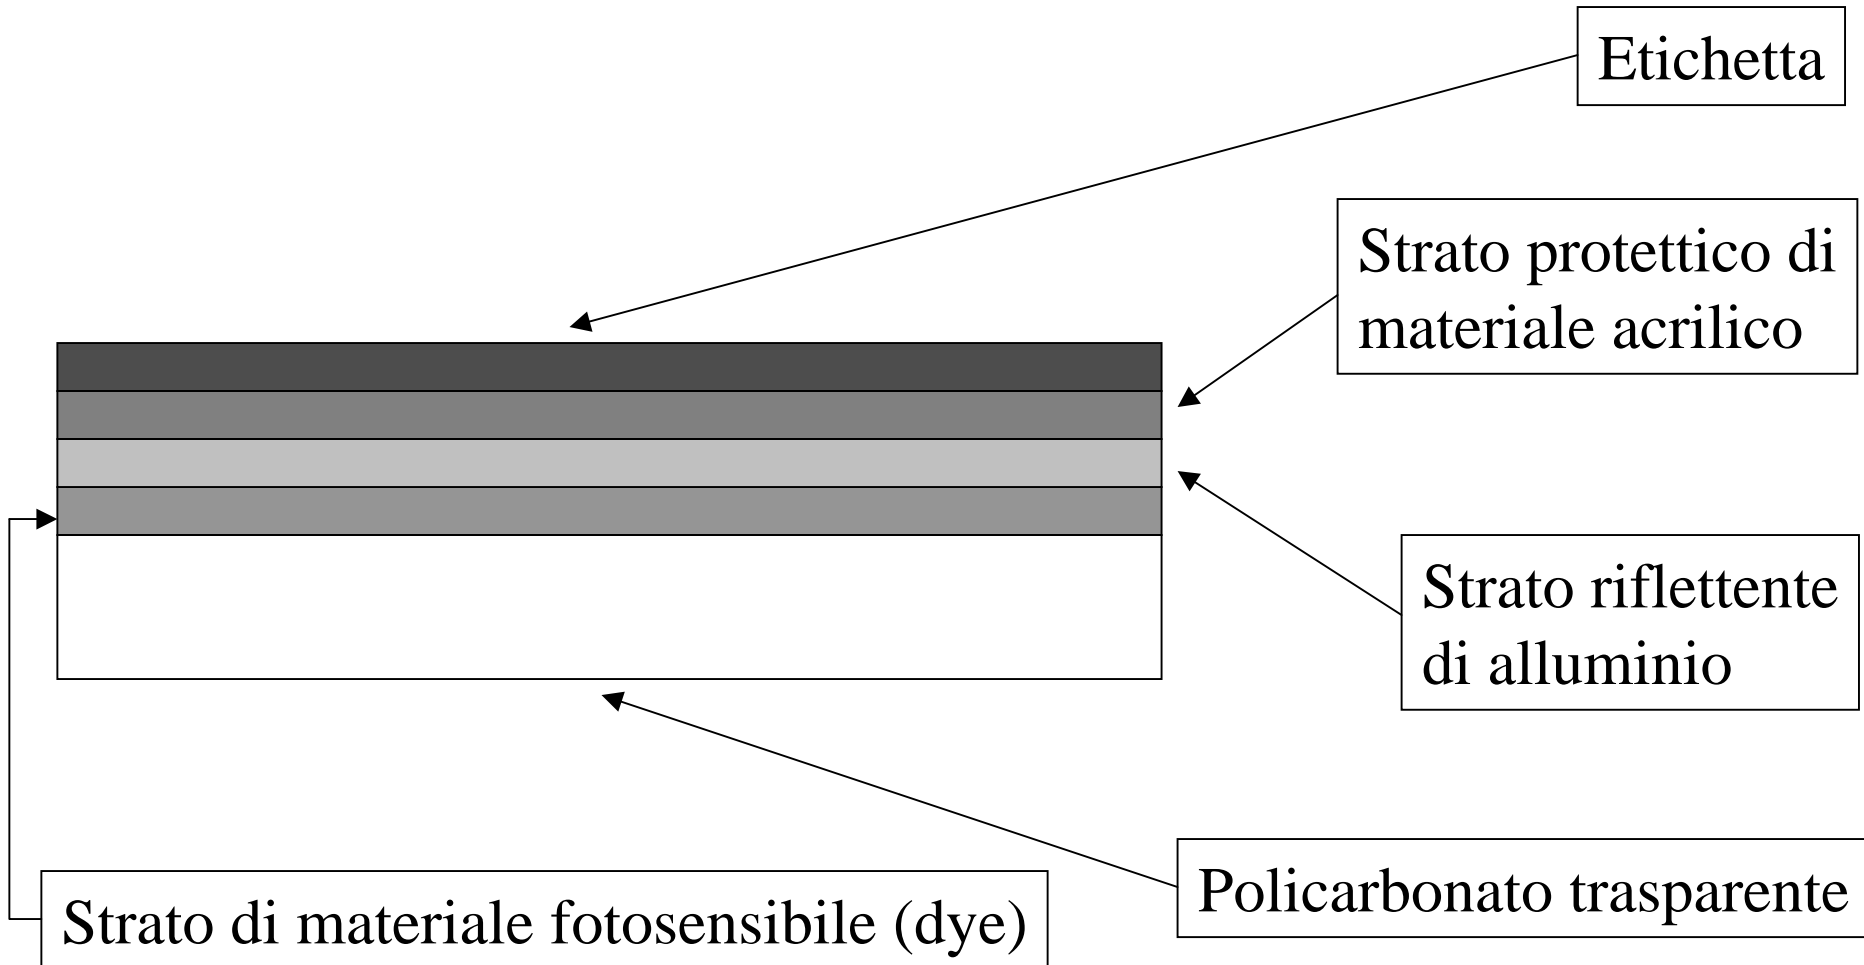 Etichetta
Strato protettico di
materiale acrilico
Strato riflettente
di alluminio
Policarbonato trasparente
Strato di materiale fotosensibile (dye)